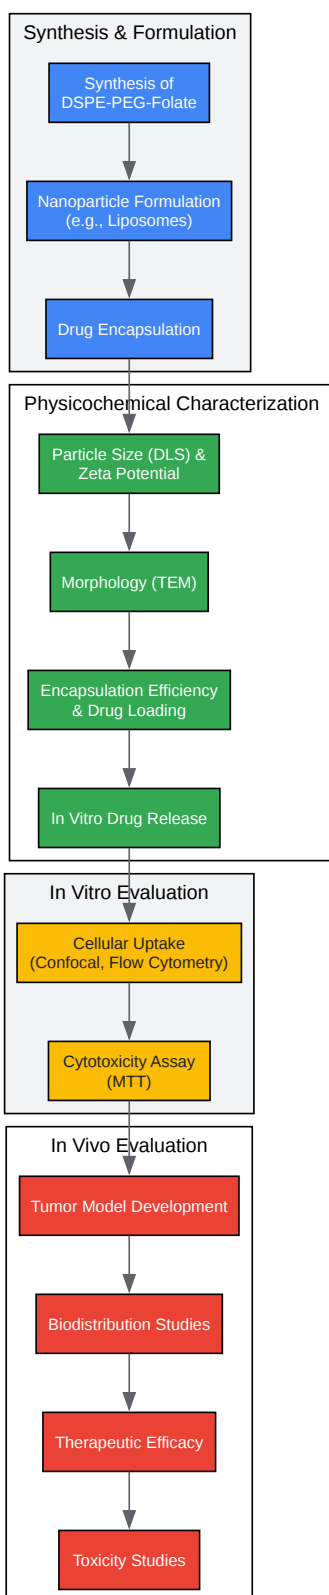 Synthesis & Formulation
Synthesis of
DSPE-PEG-Folate
Nanoparticle Formulation
(e.g., Liposomes)
Drug Encapsulation
Physicochemical Characterization
Particle Size (DLS) &
Zeta Potential
Morphology (TEM)
Encapsulation Efficiency
& Drug Loading
In Vitro Drug Release
In Vitro Evaluation
Cellular Uptake
(Confocal, Flow Cytometry)
Cytotoxicity Assay
(MTT)
In Vivo Evaluation
Tumor Model Development
Biodistribution Studies
Therapeutic Efficacy
Toxicity Studies